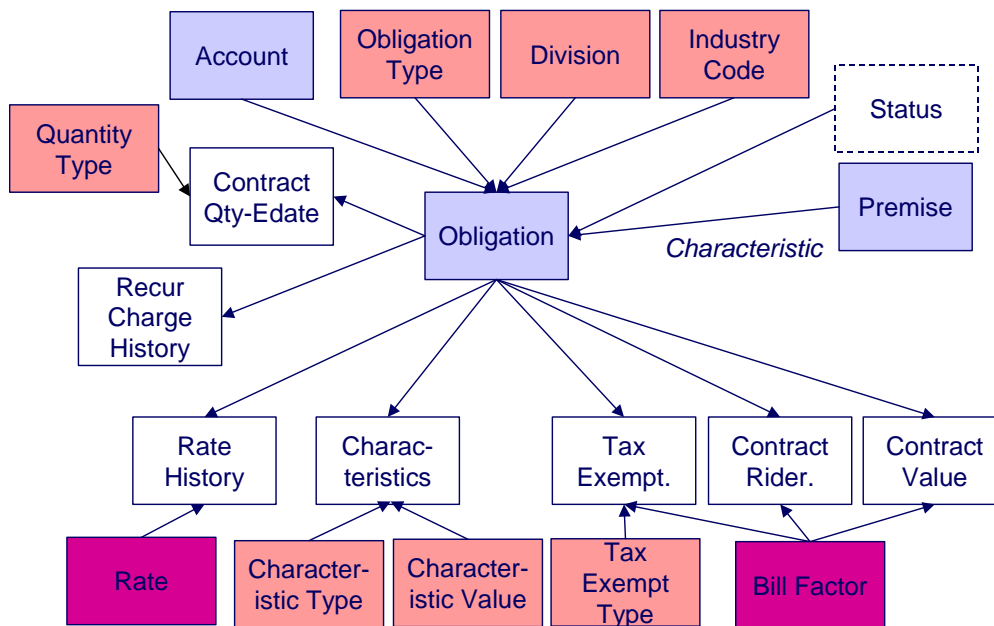 Account
Obligation
Type
Division
Industry
Code
Status
Quantity
Type
Contract
Qty-Edate
Obligation
Premise
Characteristic
Recur
Charge
History
Rate
History
Charac-
teristics
Tax
Exempt.
Contract
Rider.
Contract
Value
Rate
Character-
istic Type
Character-
istic Value
Tax
Exempt
Type
Bill Factor